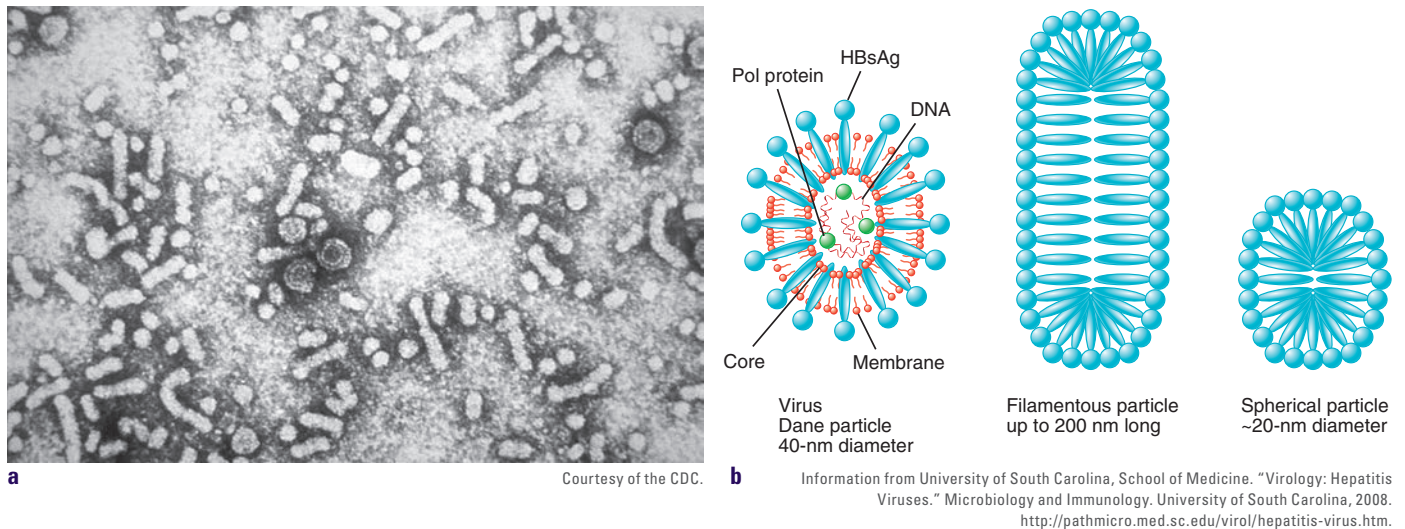 HBsAg
Pol protein
DNA
Core
Membrane
Virus
Dane particle
40-nm diameter
Filamentous particle
up to 200 nm long
Spherical particle
~20-nm diameter
a
Courtesy of the CDC.
b
Information from University of South Carolina, School of Medicine. “Virology: Hepatitis
Viruses.” Microbiology and Immunology. University of South Carolina, 2008.
http://pathmicro.med.sc.edu/virol/hepatitis-virus.htm.